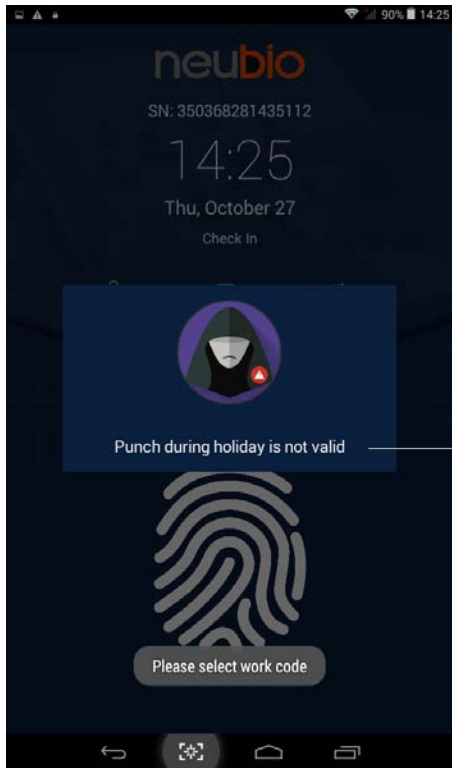 90% 14:25
neubio
SN: 350368281435112
14:25
Thu, October 27
Check In
Punch during holiday is not valid
Please select work code